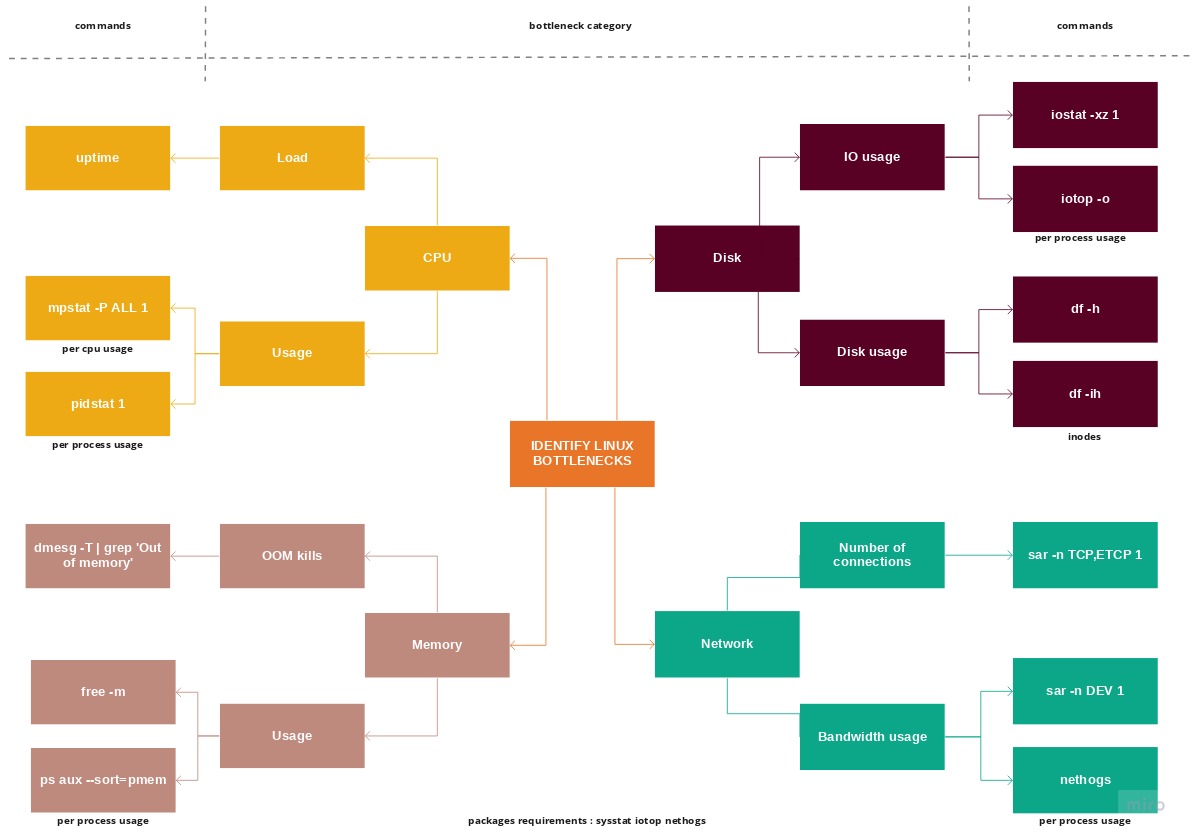 commands
bottleneck category
commands
uptime
Load
CPU
mpstat -P ALL 1
per cpu usage
Usage
pidstat 1
per process usage
IO usage
iostat -xz 1
iotop -o
per process usage
Disk
Disk usage
df -h
df -ih
inodes
IDENTIFY LINUX
BOTTLENECKS
dmesg -T | grep 'Out
of memory'
OOM kills
Memory
free -m
Usage
ps aux --sort=pmem
per process usage
Number of
connections
sar -n TCP,ETCP 1
Network
Bandwidth usage
sar -n DEV 1
nethogs
miro
per process usage
packages requirements : sysstat iotop nethogs